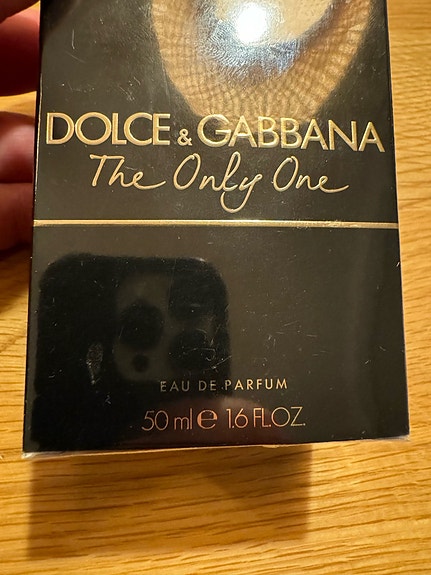 DOLCE & GABBANA
The Only One
EAU DE PARFUM
50 ml e 1.6 FL.OZ.